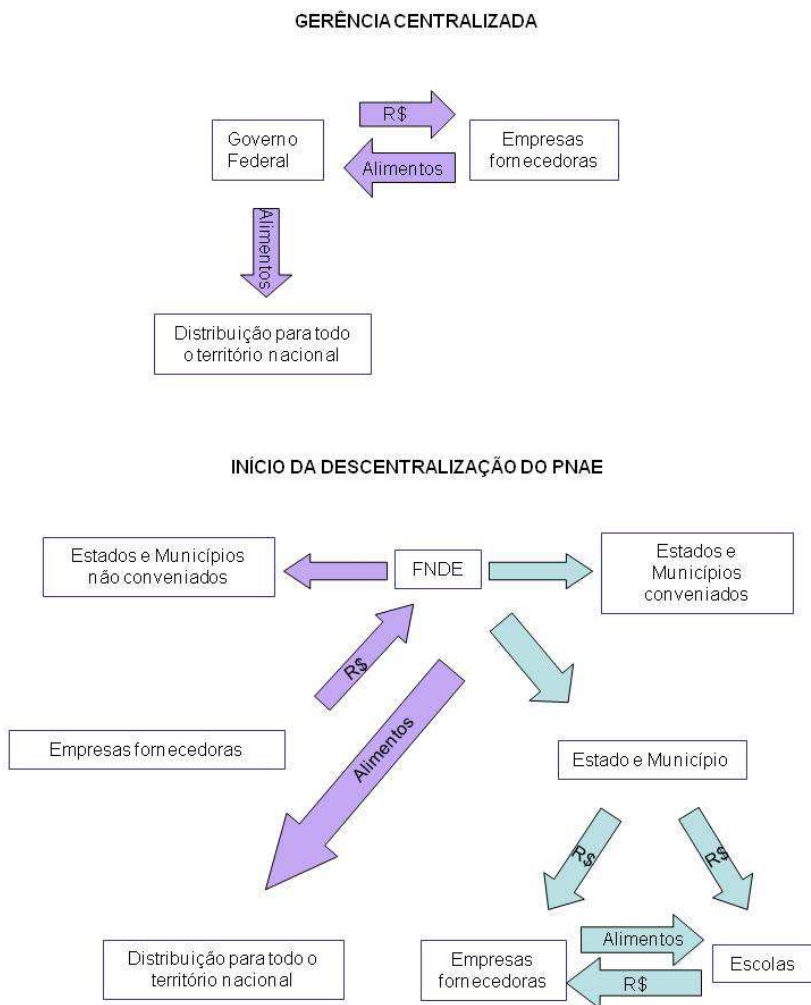 GERÊNCIA CENTRALIZADA
R$
Governo
Federal
Alimentos
Empresas
fornecedoras
Alimentos
Distribuição para todo
o território nacional
INÍCIO DA DESCENTRALIZAÇÃO DO PNAE
Estados e Municípios
não conveniados
FNDE
Estados e
Municípios
conveniados
R$
Empresas fornecedoras
Alimentos
Estado e Município
R$
R$
Distribuição para todo o
território nacional
Empresas
fornecedoras
Alimentos
R$
Escolas